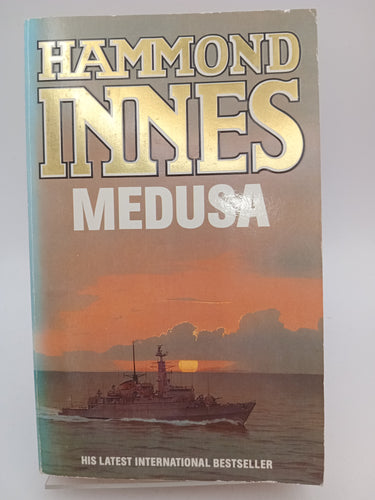 HAMMOND
INNES
MEDUSA
HIS LATEST INTERNATIONAL BESTSELLER